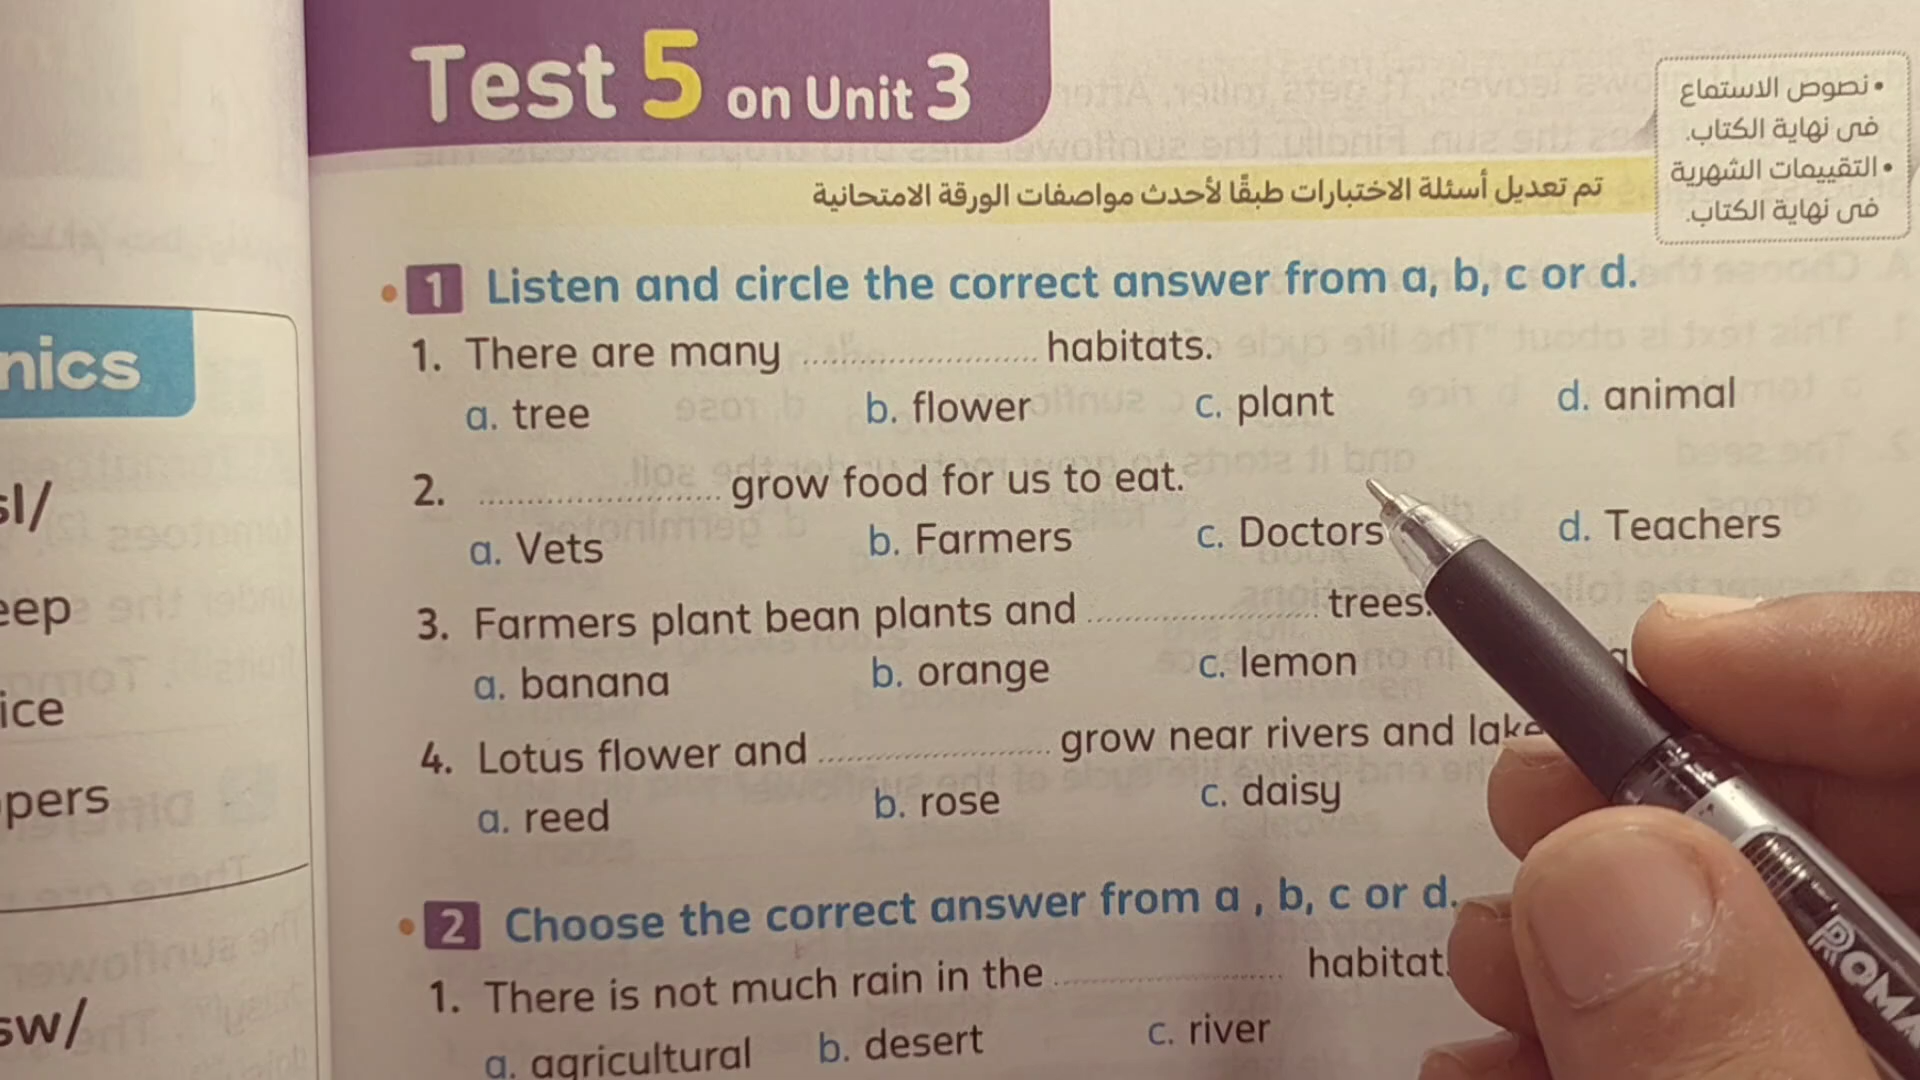 Test 5 on Unit 3
• نصوص الاستماع
فى نهاية الكتاب.
• التقييمات الشهرية
فى نهاية الكتاب.
تم تعديل أسئلة الاختبارات طبقًا لأحدث مواصفات الورقة الامتحانية
1 Listen and circle the correct answer from a, b, c or d.
1. There are many ........................ habitats.
a. tree b. flower c. plant d. animal
2. ........................ grow food for us to eat.
a. Vets b. Farmers c. Doctors d. Teachers
3. Farmers plant bean plants and ........................ trees.
a. banana b. orange c. lemon
4. Lotus flower and ........................ grow near rivers and lake
a. reed b. rose c. daisy
2 Choose the correct answer from a , b, c or d.
1. There is not much rain in the ........................ habitat.
a. agricultural b. desert c. river
nics
sl/
eep
ice
pers
sw/
ROMA